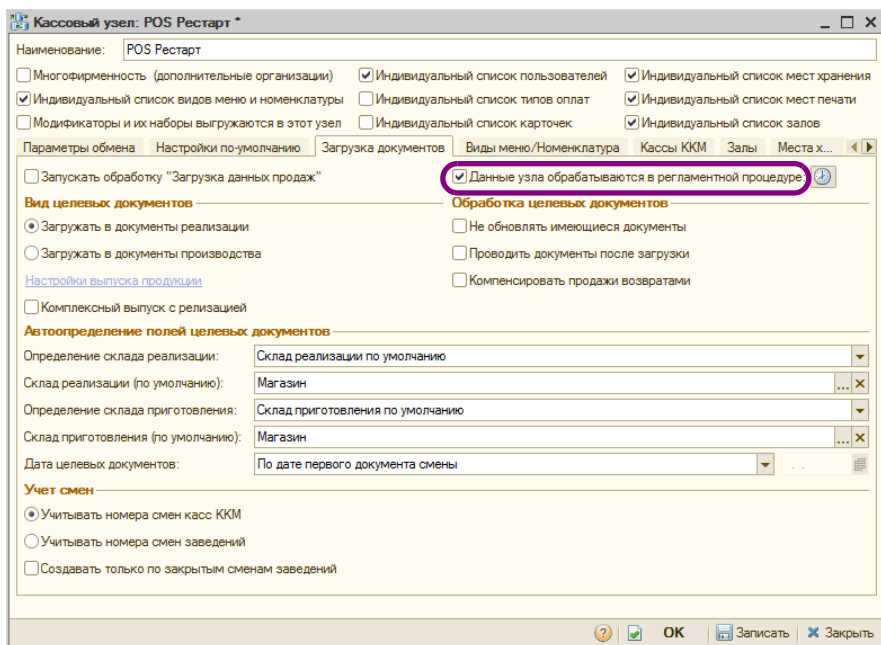 Кассовый узел: POS Рестарт *
Наименование: POS Рестарт
Многофирменность (дополнительные организации) Индивидуальный список пользователей Индивидуальный список мест хранения
Индивидуальный список видов меню и номенклатуры Индивидуальный список типов оплат Индивидуальный список мест печати
Модификаторы и их наборы выгружаются в этот узел Индивидуальный список карточек Индивидуальный список залов
Параметры обмена Настройки по-умолчанию Загрузка документов Виды меню/Номенклатура Кассы ККМ Залы Места х...
Запускать обработку "Загрузка данных продаж" Данные узла обрабатываются в регламентной процедуре:
Вид целевых документов Обработка целевых документов
Загружать в документы реализации Не обновлять имеющиеся документы
Загружать в документы производства Проводить документы после загрузки
Настройки выпуска продукции Компенсировать продажи возвратами
Комплексный выпуск с релизацией
Автоопределение полей целевых документов
Определение склада реализации: Склад реализации по умолчанию
Склад реализации (по умолчанию): Магазин ...
Определение склада приготовления: Склад приготовления по умолчанию
Склад приготовления (по умолчанию): Магазин ...
Дата целевых документов: По дате первого документа смены . .
Учет смен
Учитывать номера смен касс ККМ
Учитывать номера смен заведений
Создавать только по закрытым сменам заведений
? OK Записать Закрыть